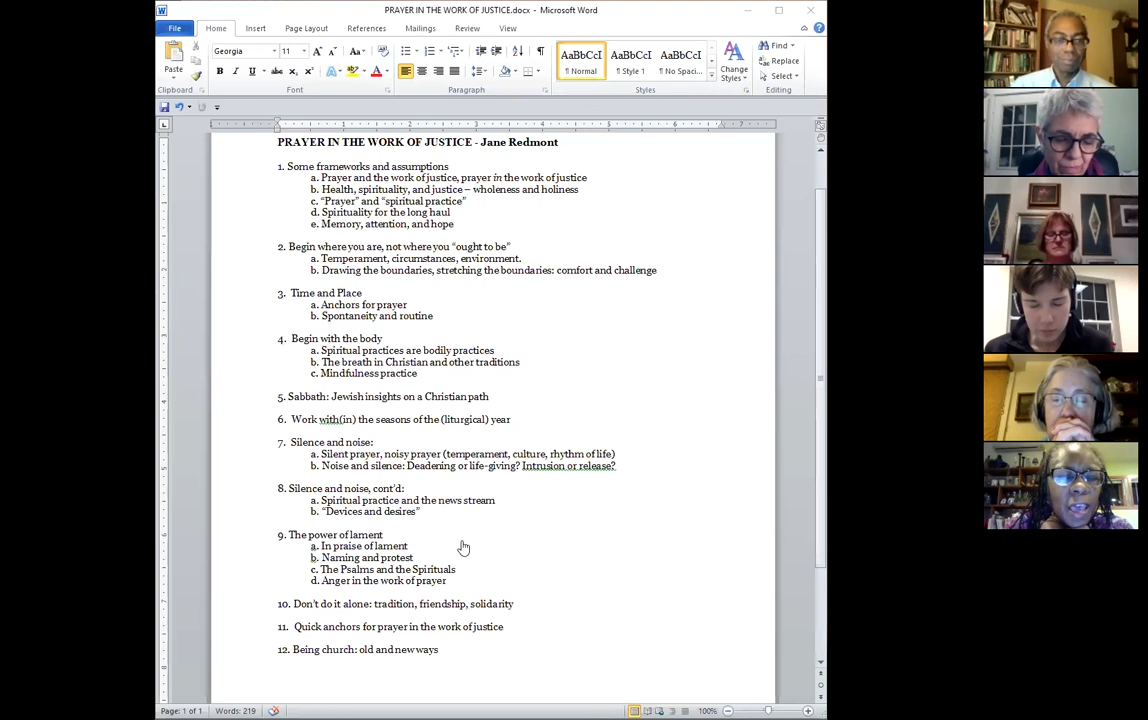 PRAYER IN THE WORK OF JUSTICE.docx - Microsoft Word
File Home Insert Page Layout References Mailings Review View
Georgia 11
Paste
Find
Replace
Select
AaBbCcI AaBbCcI AaBbCcI
¶ Normal ¶ Style 1 ¶ No Spaci...
Change Styles
Clipboard Font Paragraph Styles Editing
PRAYER IN THE WORK OF JUSTICE - Jane Redmont
1. Some frameworks and assumptions
a. Prayer and the work of justice, prayer in the work of justice
b. Health, spirituality, and justice – wholeness and holiness
c. “Prayer” and “spiritual practice”
d. Spirituality for the long haul
e. Memory, attention, and hope
2. Begin where you are, not where you “ought to be”
a. Temperament, circumstances, environment.
b. Drawing the boundaries, stretching the boundaries: comfort and challenge
3. Time and Place
a. Anchors for prayer
b. Spontaneity and routine
4. Begin with the body
a. Spiritual practices are bodily practices
b. The breath in Christian and other traditions
c. Mindfulness practice
5. Sabbath: Jewish insights on a Christian path
6. Work with(in) the seasons of the (liturgical) year
7. Silence and noise:
a. Silent prayer, noisy prayer (temperament, culture, rhythm of life)
b. Noise and silence: Deadening or life-giving? Intrusion or release?
8. Silence and noise, cont’d:
a. Spiritual practice and the news stream
b. “Devices and desires”
9. The power of lament
a. In praise of lament
b. Naming and protest
c. The Psalms and the Spirituals
d. Anger in the work of prayer
10. Don’t do it alone: tradition, friendship, solidarity
11. Quick anchors for prayer in the work of justice
12. Being church: old and new ways
Page: 1 of 1 Words: 219 100%